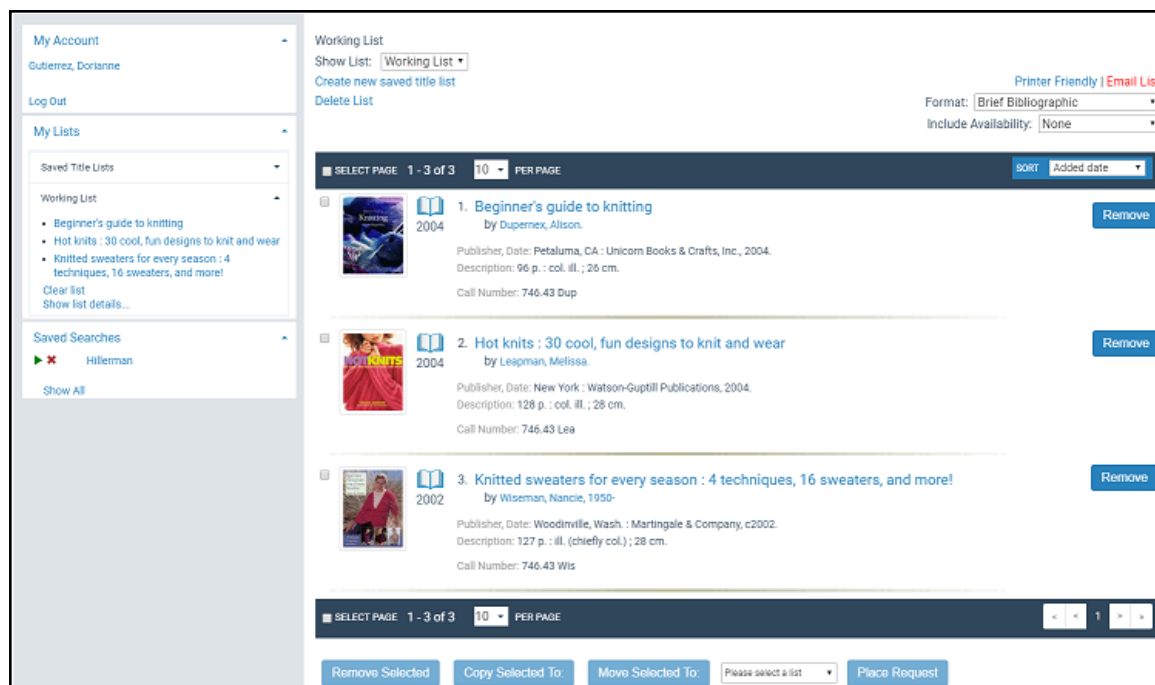 My Account
Gutierrez, Dorianne
Log Out
My Lists
Saved Title Lists
Working List
Beginner's guide to knitting
Hot knits : 30 cool, fun designs to knit and wear
Knitted sweaters for every season : 4
techniques, 16 sweaters, and more!
Clear list
Show list details...
Saved Searches
Hillerman
Show All
Working List
Show List: Working List
Create new saved title list
Delete List
Printer Friendly | Email Lis
Format: Brief Bibliographic
Include Availability: None
SELECT PAGE 1 - 3 of 3 10 PER PAGE SORT Added date
Knitting
2004 1. Beginner's guide to knitting Remove
by Dupernex, Alison.
Publisher, Date: Petaluma, CA : Unicorn Books & Crafts, Inc., 2004.
Description: 96 p. : col. ill. ; 26 cm.
Call Number: 746.43 Dup
HOT KNITS
2004 2. Hot knits : 30 cool, fun designs to knit and wear Remove
by Leapman, Melissa.
Publisher, Date: New York : Watson-Guptill Publications, 2004.
Description: 128 p. : col. ill. ; 28 cm.
Call Number: 746.43 Lea
2002 3. Knitted sweaters for every season : 4 techniques, 16 sweaters, and more! Remove
by Wiseman, Nancie, 1950-
Publisher, Date: Woodinville, Wash. : Martingale & Company, c2002.
Description: 127 p. : ill. (chiefly col.) ; 28 cm.
Call Number: 746.43 Wis
SELECT PAGE 1 - 3 of 3 10 PER PAGE « < 1 > »
Remove Selected Copy Selected To: Move Selected To: Please select a list Place Request